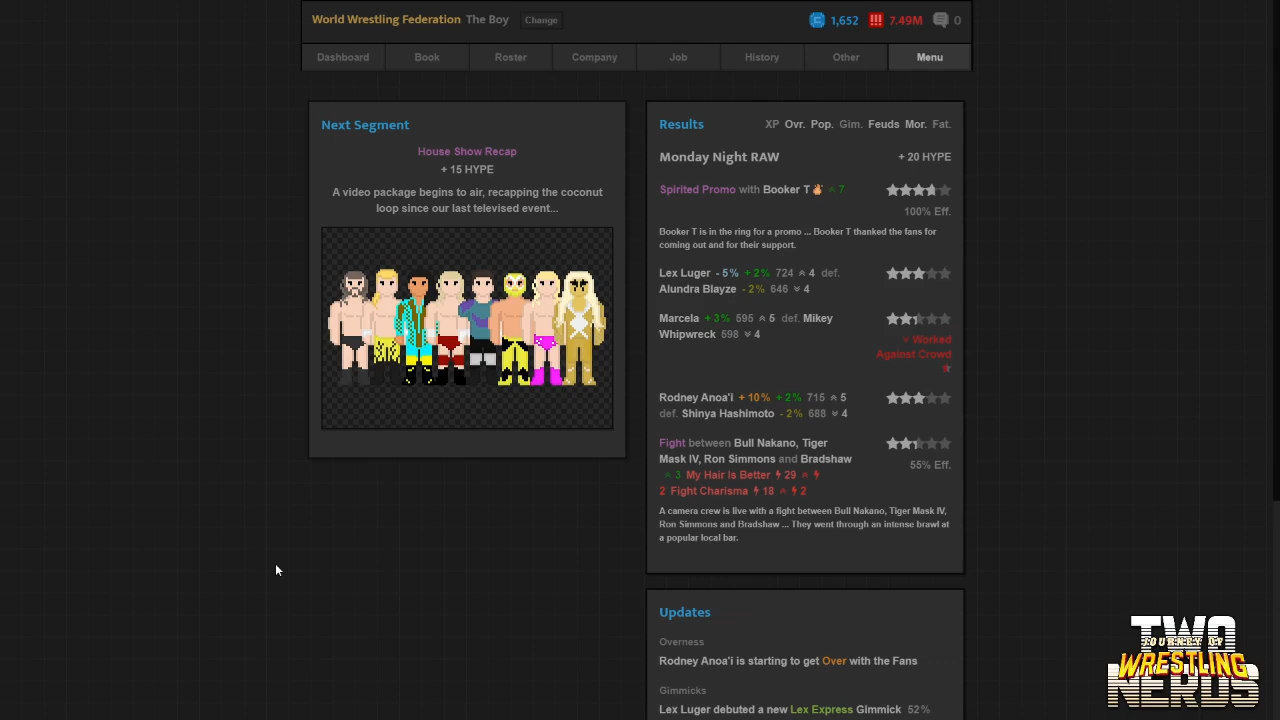 World Wrestling Federation The Boy Change
1,652 7.49M 0
Dashboard Book Roster Company Job History Other Menu
Next Segment
House Show Recap
+ 15 HYPE
A video package begins to air, recapping the coconut
loop since our last televised event...
Results XP Ovr. Pop. Gim. Feuds Mor. Fat.
Monday Night RAW + 20 HYPE
Spirited Promo with Booker T 7
100% Eff.
Booker T is in the ring for a promo ... Booker T thanked the fans for
coming out and for their support.
Lex Luger - 5% + 2% 724 4 def.
Alundra Blayze - 2% 646 4
Marcela + 3% 595 5 def. Mikey
Whipwreck 598 4
Worked
Against Crowd
Rodney Anoa'i + 10% + 2% 715 5
def. Shinya Hashimoto - 2% 688 4
Fight between Bull Nakano, Tiger
Mask IV, Ron Simmons and Bradshaw
55% Eff.
3 My Hair Is Better 29
2 Fight Charisma 18 2
A camera crew is live with a fight between Bull Nakano, Tiger Mask IV,
Ron Simmons and Bradshaw ... They went through an intense brawl at
a popular local bar.
Updates
Overness
Rodney Anoa'i is starting to get Over with the Fans
Gimmicks
Lex Luger debuted a new Lex Express Gimmick 52%
TWO
JOURNEY OF
WRESTLING
NERDS